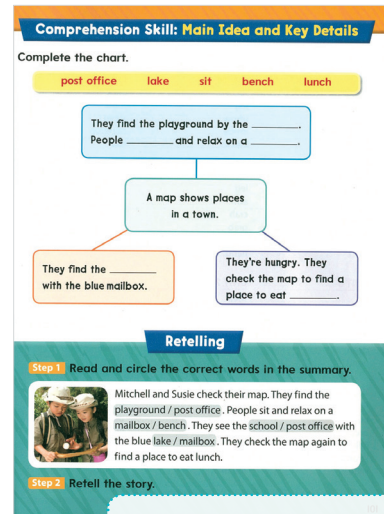 Comprehension Skill: Main Idea and Key Details
Complete the chart.
post office lake sit bench lunch
They find the playground by the ________.
People ________ and relax on a ________.
A map shows places
in a town.
They find the ________
with the blue mailbox.
They're hungry. They
check the map to find a
place to eat ________.
Retelling
Step 1 Read and circle the correct words in the summary.
Mitchell and Susie check their map. They find the
playground / post office. People sit and relax on a
mailbox / bench. They see the school / post office with
the blue lake / mailbox. They check the map again to
find a place to eat lunch.
Step 2 Retell the story.